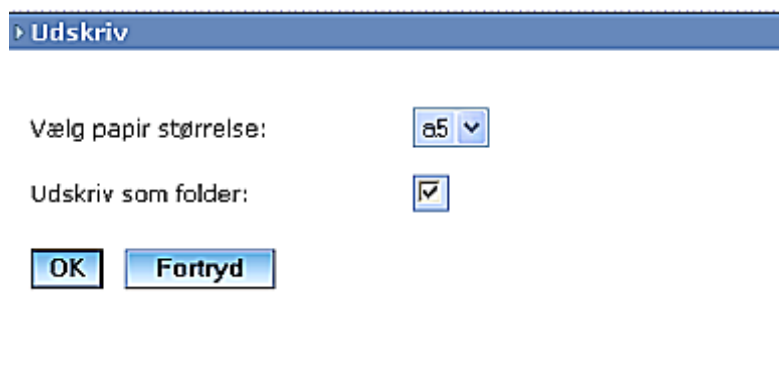 Udskriv
Vælg papir størrelse: a5
Udskriv som folder:
OK Fortryd